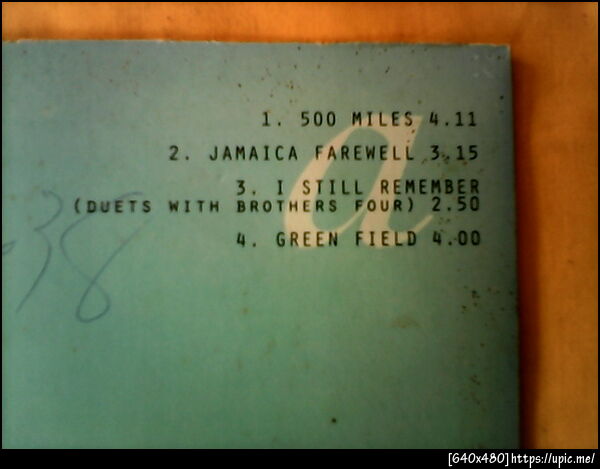 1. 500 MILES 4.11
2. JAMAICA FAREWELL 3.15
3. I STILL REMEMBER
(DUETS WITH BROTHERS FOUR) 2.50
4. GREEN FIELD 4.00
a
38
[640x480]https://upic.me/